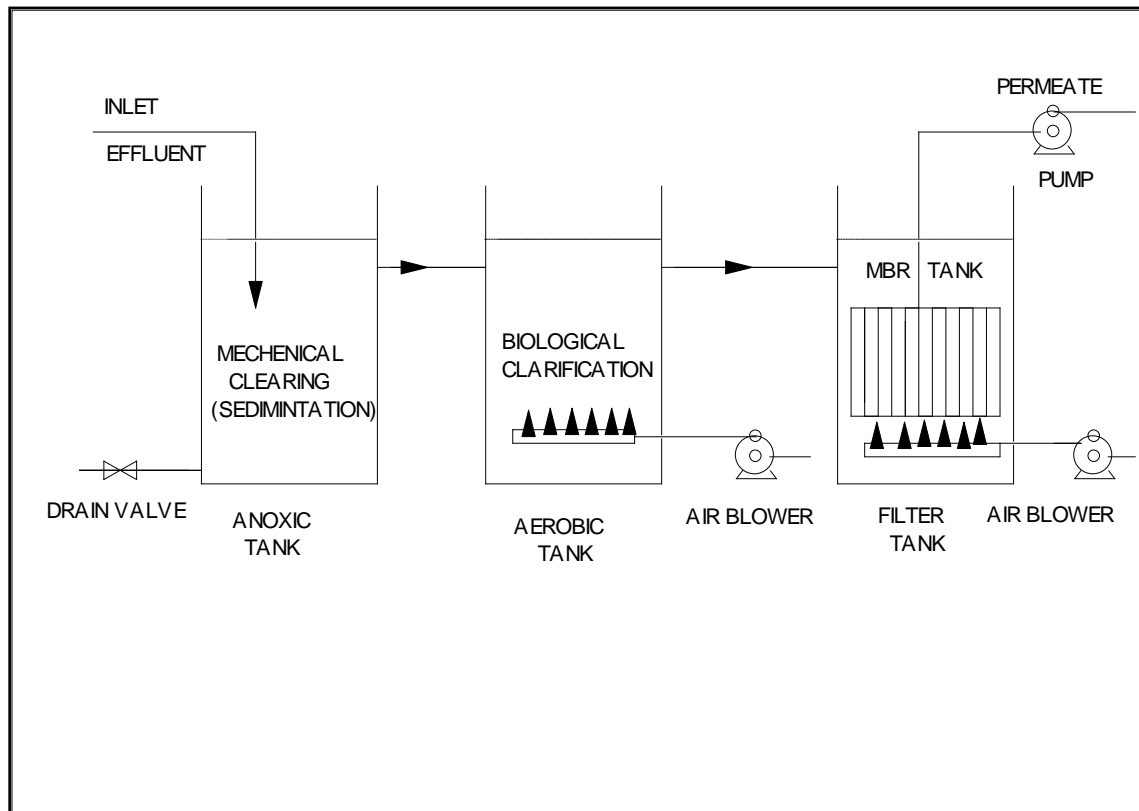 INLET
EFFLUENT
PERMEATE
PUMP
MBR TANK
MECHENICAL
CLEARING
(SEDIMINTATION)
BIOLOGICAL
CLARIFICATION
DRAIN VALVE
ANOXIC
TANK
AEROBIC
TANK
AIR BLOWER
FILTER
TANK
AIR BLOWER